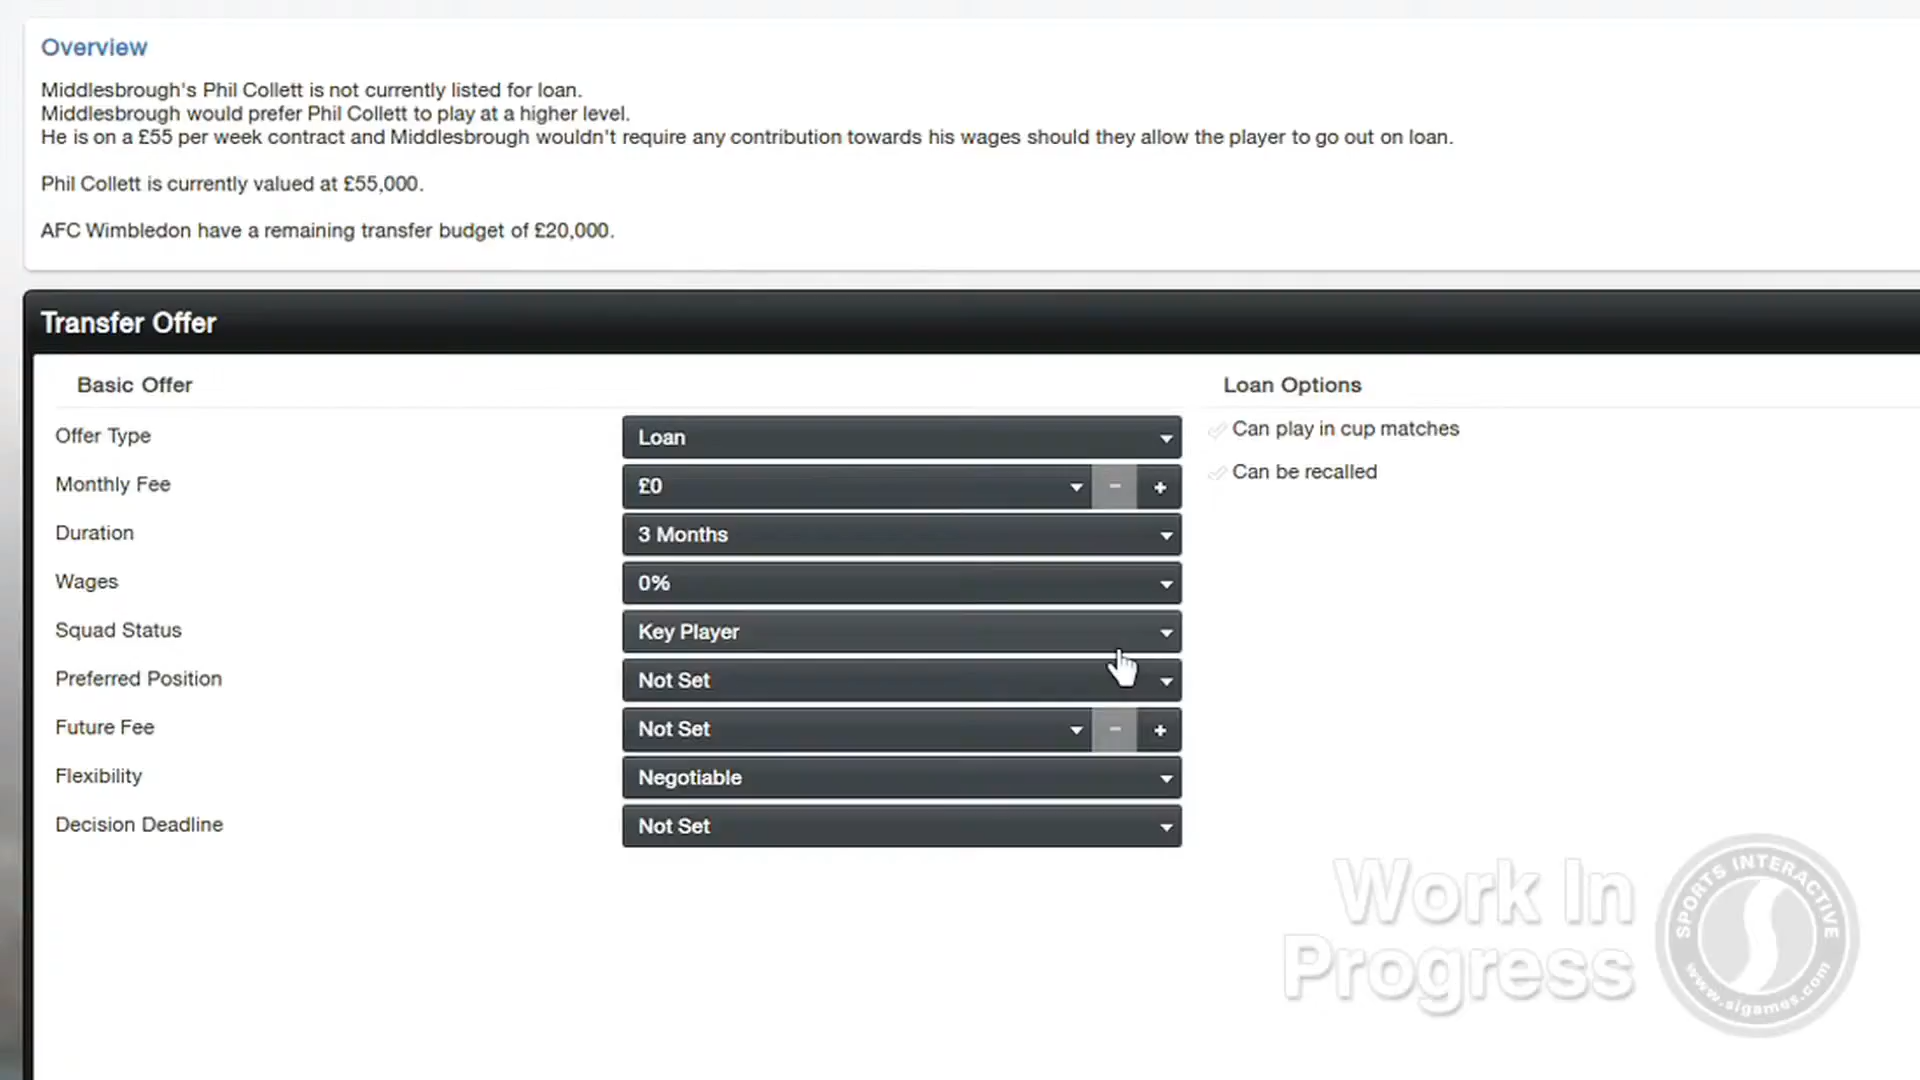 Overview
Middlesbrough's Phil Collett is not currently listed for loan.
Middlesbrough would prefer Phil Collett to play at a higher level.
He is on a £55 per week contract and Middlesbrough wouldn't require any contribution towards his wages should they allow the player to go out on loan.
Phil Collett is currently valued at £55,000.
AFC Wimbledon have a remaining transfer budget of £20,000.
Transfer Offer
Basic Offer
Loan Options
Offer Type
Loan
Can play in cup matches
Monthly Fee
£0
Can be recalled
Duration
3 Months
Wages
0%
Squad Status
Key Player
Preferred Position
Not Set
Future Fee
Not Set
Flexibility
Negotiable
Decision Deadline
Not Set
Work In
Progress
SPORTS INTERACTIVE
www.sigames.com